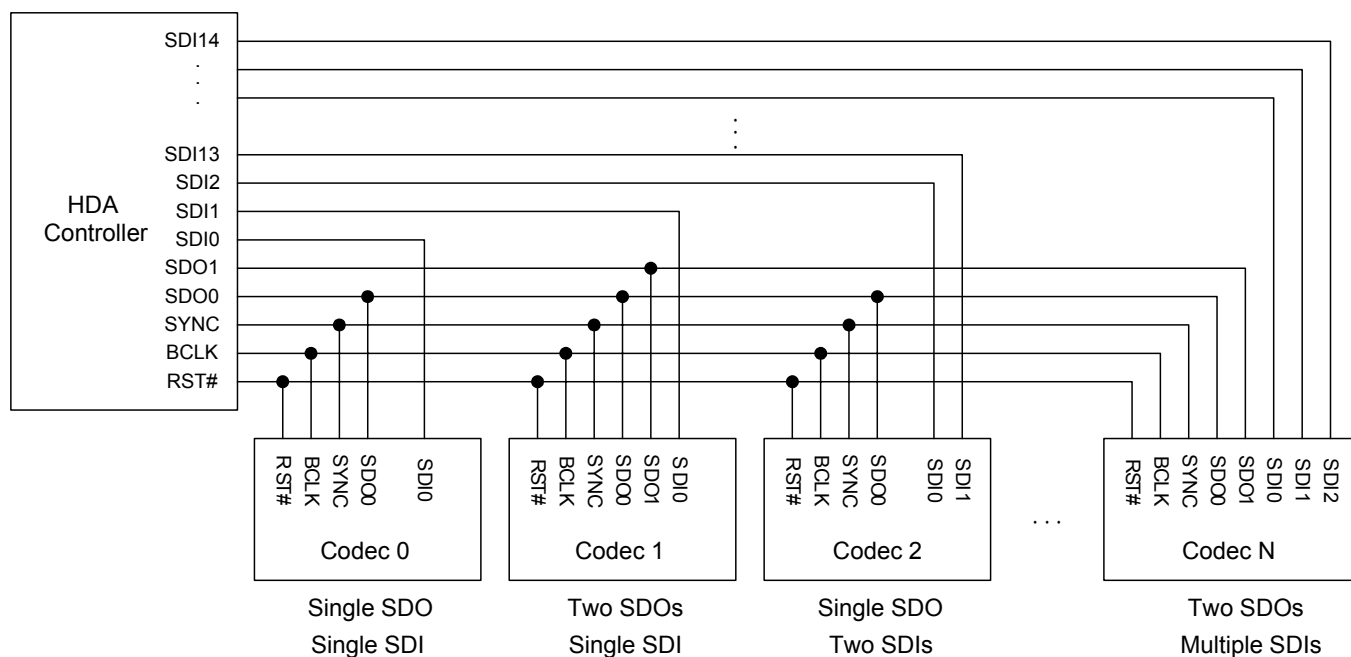 HDA
Controller
SDI14
.
.
.
SDI13
SDI2
SDI1
SDI0
SDO1
SDO0
SYNC
BCLK
RST#
.
.
.
RST#
BCLK
SYNC
SDO0
SDI0
Codec 0
Single SDO
Single SDI
RST#
BCLK
SYNC
SDO0
SDO1
SDI0
Codec 1
Two SDOs
Single SDI
RST#
BCLK
SYNC
SDO0
SDI0
SDI1
Codec 2
Single SDO
Two SDIs
. . .
RST#
BCLK
SYNC
SDO0
SDO1
SDI0
SDI1
SDI2
Codec N
Two SDOs
Multiple SDIs